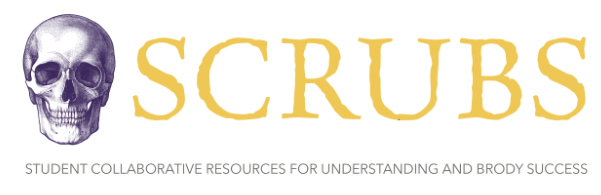 SCRUBS
STUDENT COLLABORATIVE RESOURCES FOR UNDERSTANDING AND BRODY SUCCESS